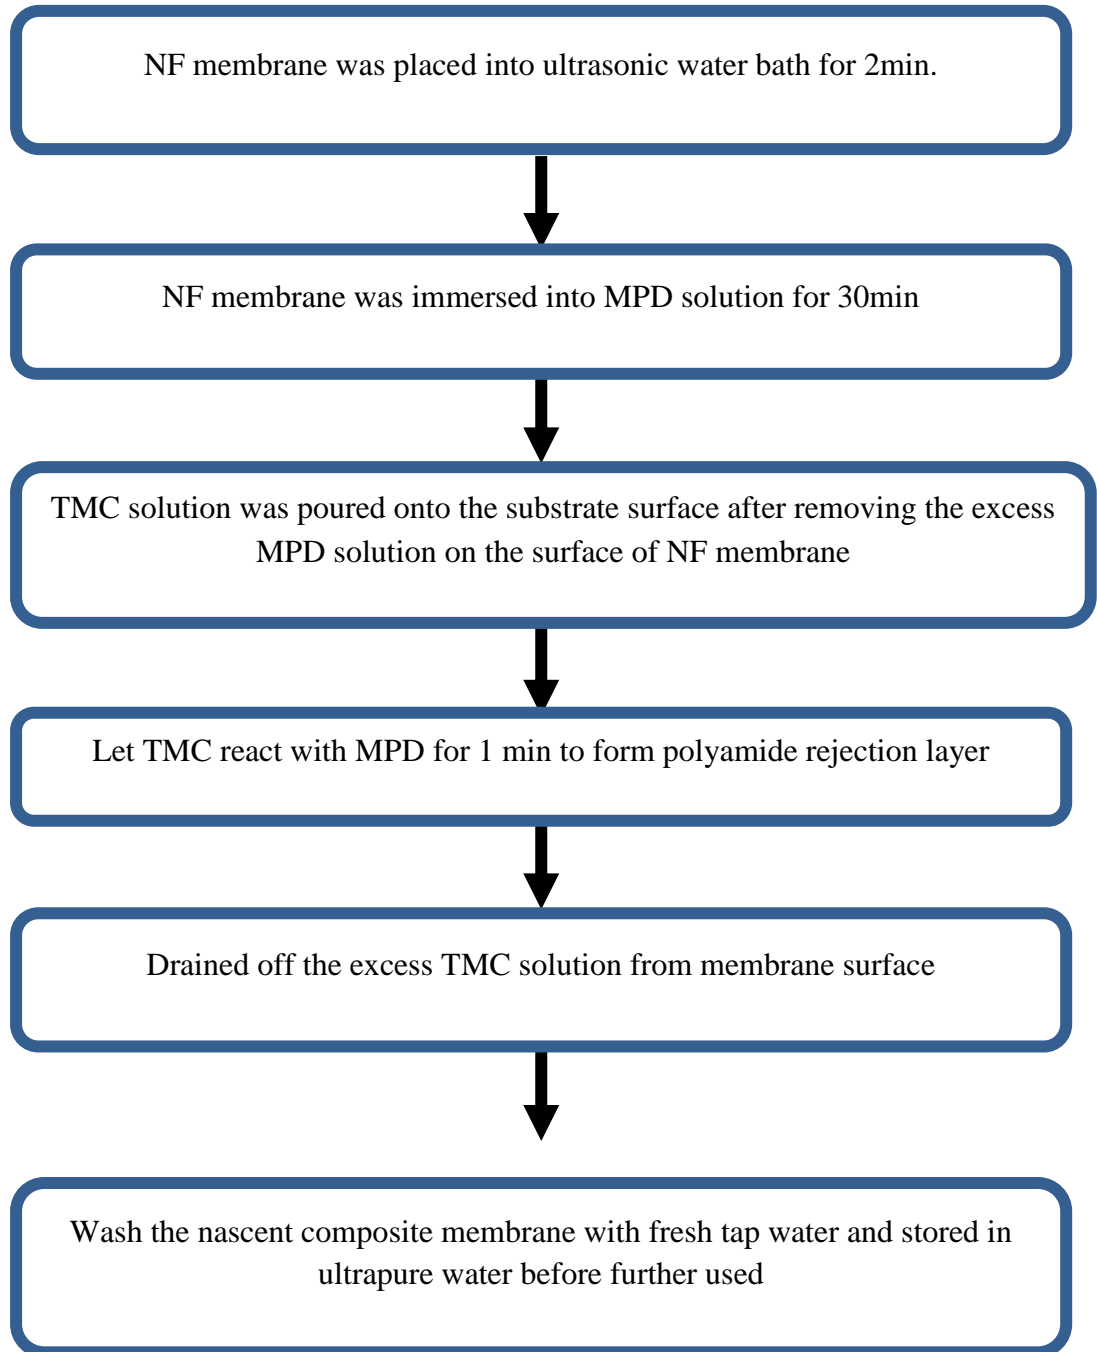 NF membrane was placed into ultrasonic water bath for 2min.
NF membrane was immersed into MPD solution for 30min
TMC solution was poured onto the substrate surface after removing the excess
MPD solution on the surface of NF membrane
Let TMC react with MPD for 1 min to form polyamide rejection layer
Drained off the excess TMC solution from membrane surface
Wash the nascent composite membrane with fresh tap water and stored in
ultrapure water before further used